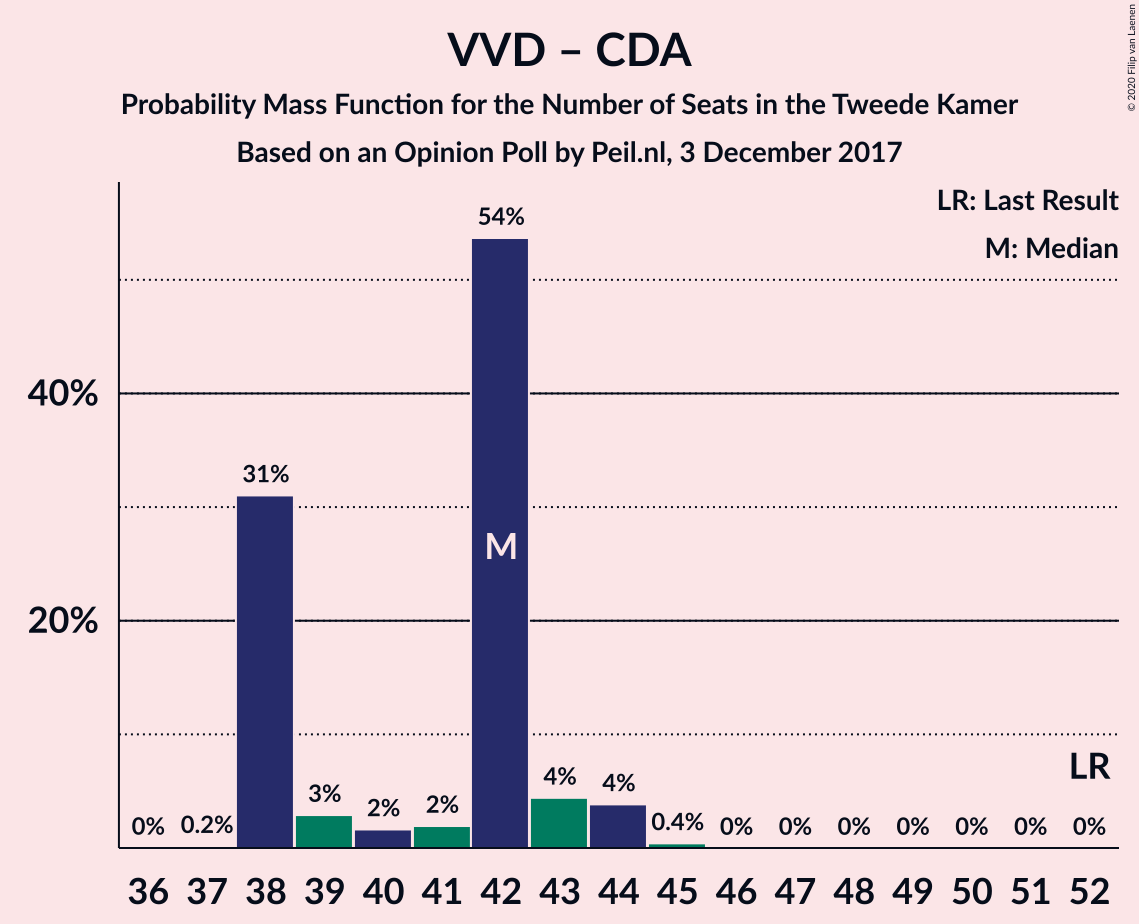 VVD – CDA
Probability Mass Function for the Number of Seats in the Tweede Kamer
Based on an Opinion Poll by Peil.nl, 3 December 2017
© 2020 Filip van Laenen
LR: Last Result
M: Median
40%
20%
0% 0.2% 31% 3% 2% 2% 54% 4% 4% 0.4% 0% 0% 0% 0% 0% 0% 0%
M
LR
36 37 38 39 40 41 42 43 44 45 46 47 48 49 50 51 52